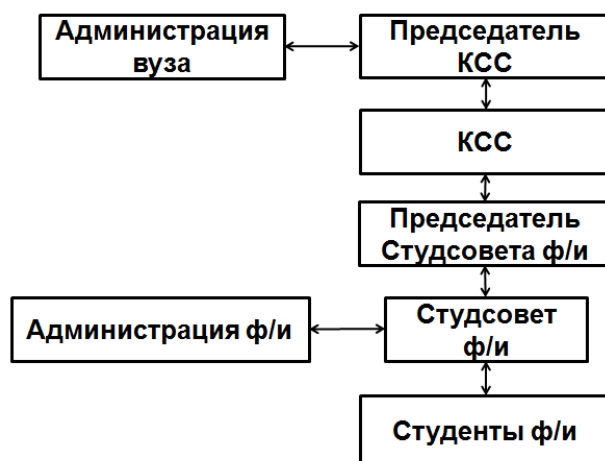 Администрация
вуза
Председатель
КСС
КСС
Председатель
Студсовета ф/и
Администрация ф/и
Студсовет
ф/и
Студенты ф/и